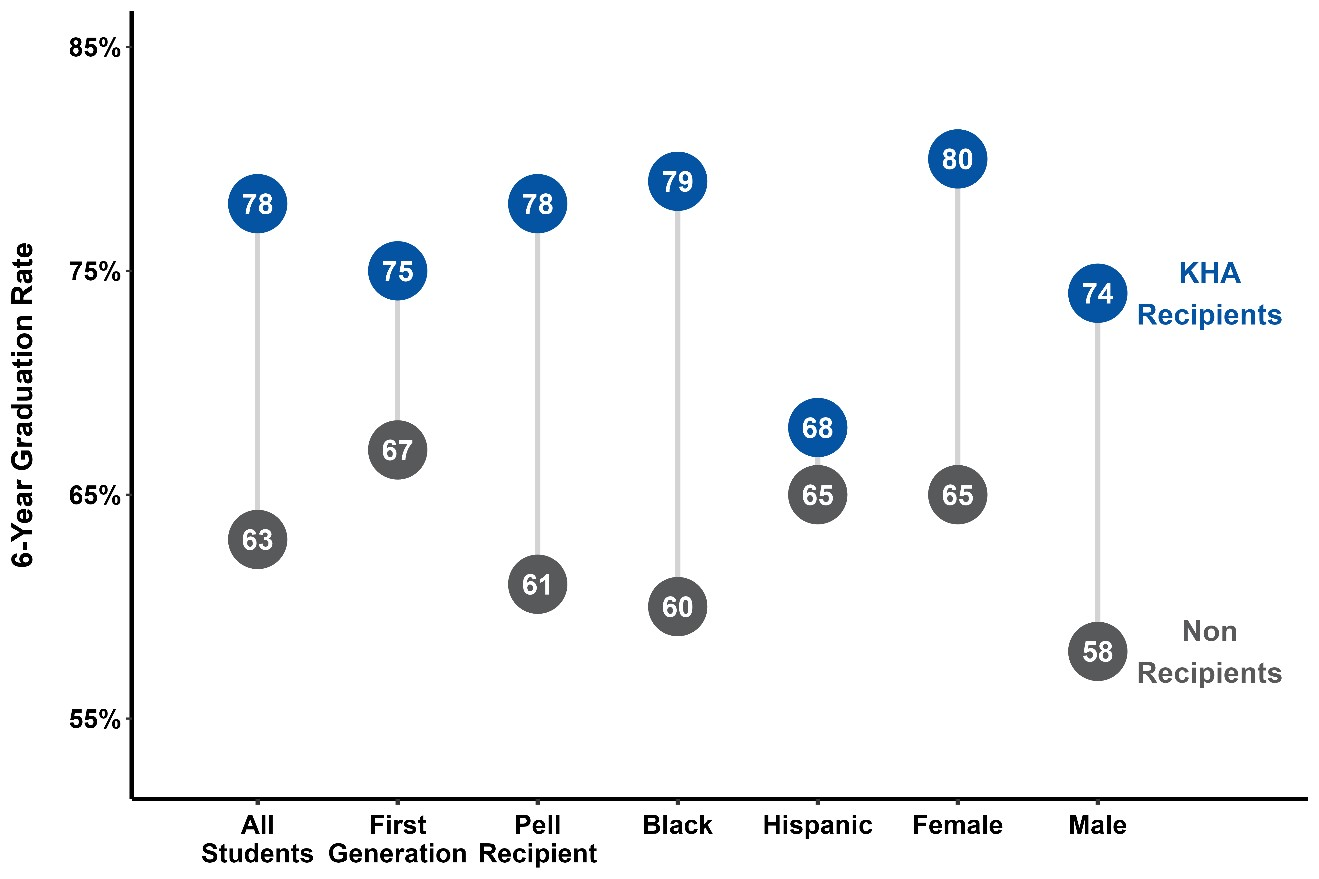 6-Year Graduation Rate
85%
75%
65%
55%
78
63
75
67
78
61
79
60
68
65
80
65
74
58
KHA
Recipients
Non
Recipients
All
Students
First
Generation
Pell
Recipient
Black
Hispanic
Female
Male